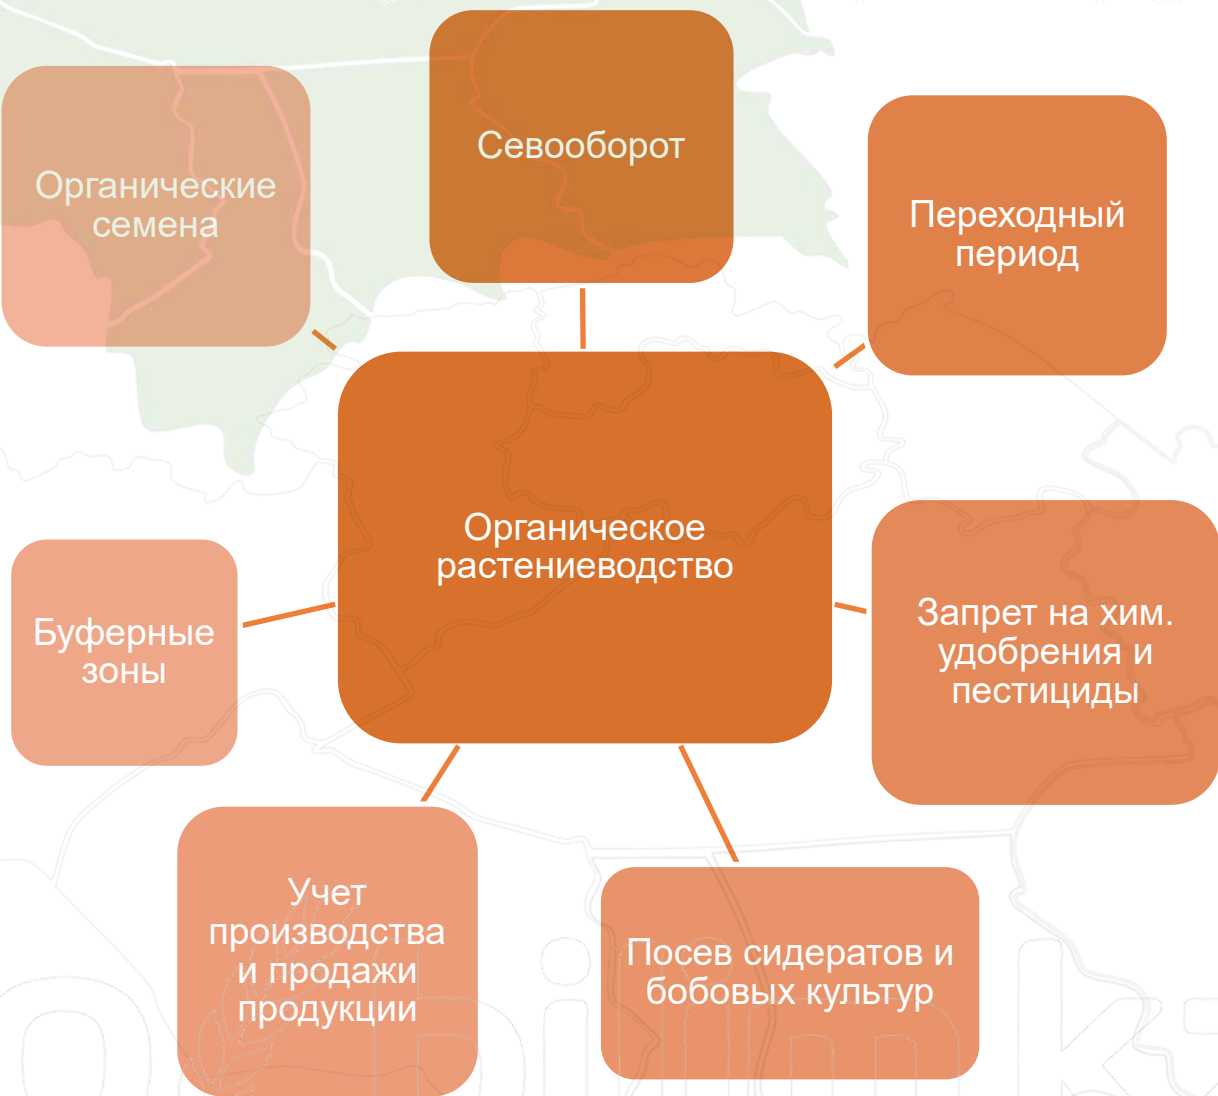 Севооборот
Органические
семена
Переходный
период
Органическое
растениеводство
Запрет на хим.
удобрения и
пестициды
Буферные
зоны
Учет
производства
и продажи
продукции
Посев сидератов и
бобовых культур